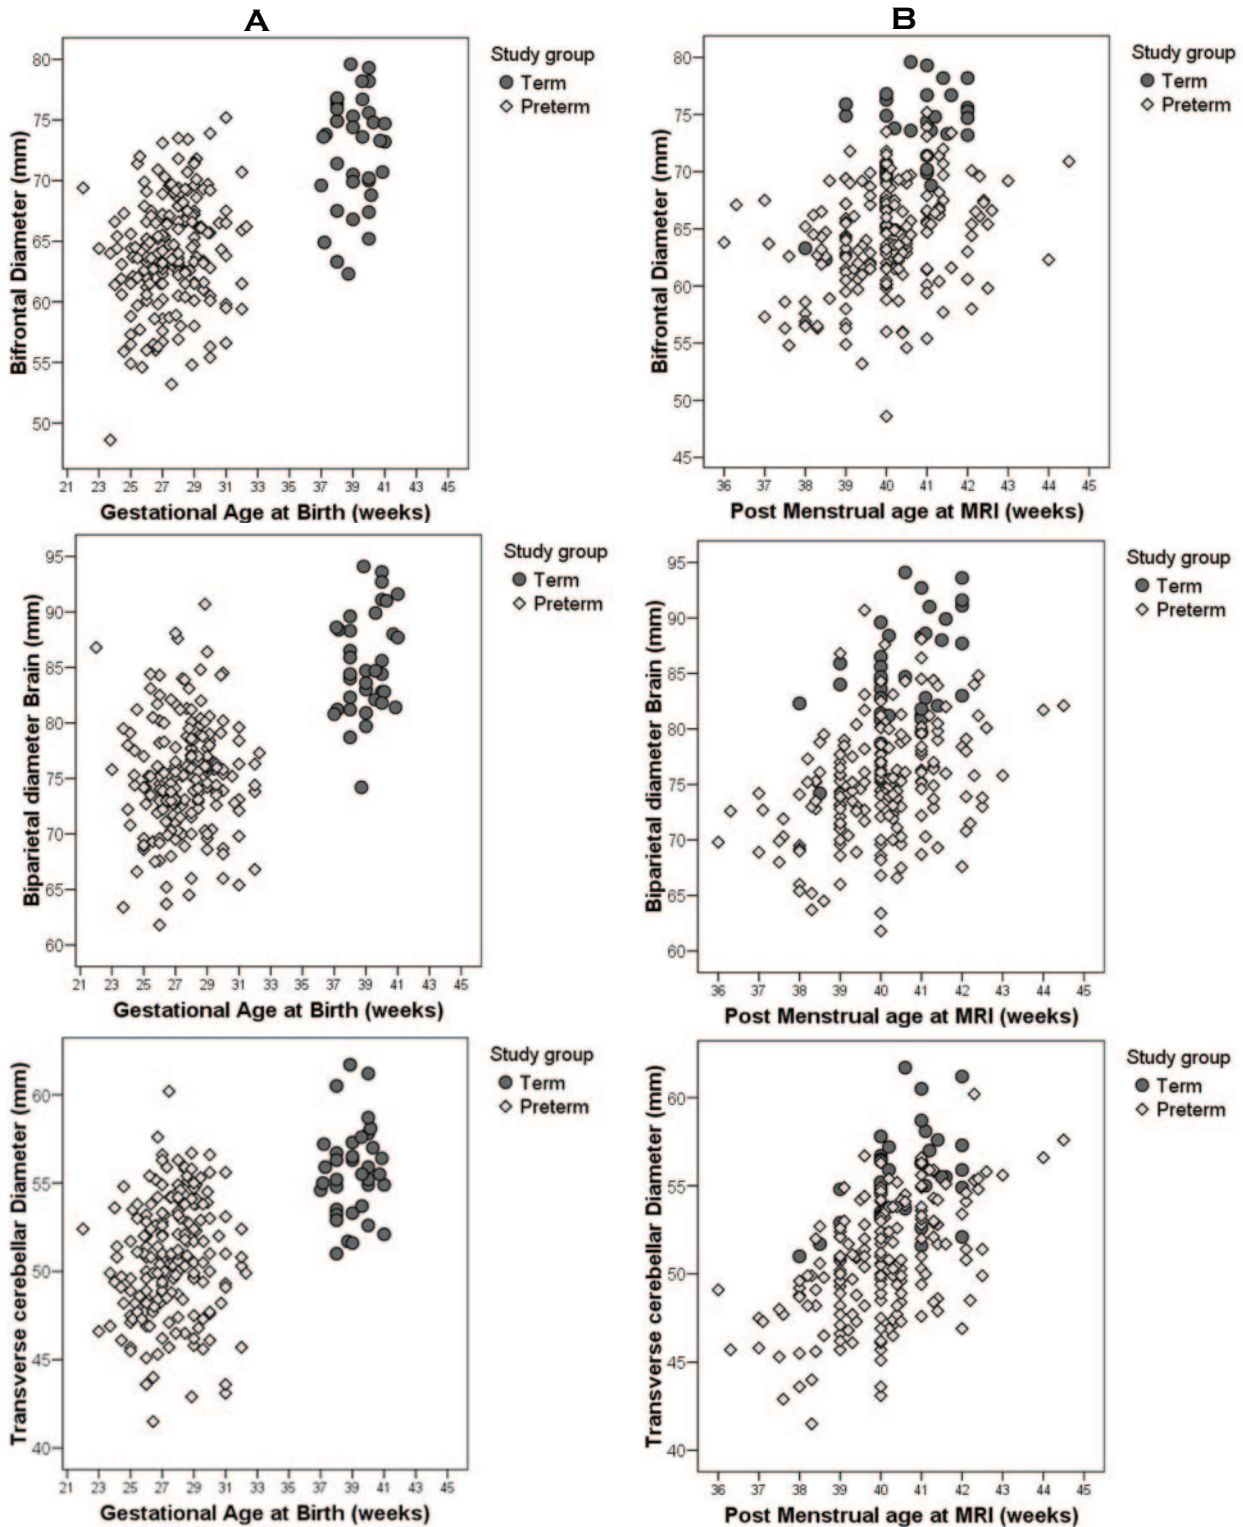 A
B
Bifrontal Diameter (mm)
80
75
70
65
60
55
50
21 23 25 27 29 31 33 35 37 39 41 43 45
Gestational Age at Birth (weeks)
Study group
Term
Preterm
Bifrontal Diameter (mm)
80
75
70
65
60
55
50
45
36 37 38 39 40 41 42 43 44 45
Post Menstrual age at MRI (weeks)
Study group
Term
Preterm
Biparietal diameter Brain (mm)
95
90
85
80
75
70
65
60
21 23 25 27 29 31 33 35 37 39 41 43 45
Gestational Age at Birth (weeks)
Study group
Term
Preterm
Biparietal diameter Brain (mm)
95
90
85
80
75
70
65
60
36 37 38 39 40 41 42 43 44 45
Post Menstrual age at MRI (weeks)
Study group
Term
Preterm
Transverse cerebellar Diameter (mm)
60
55
50
45
40
21 23 25 27 29 31 33 35 37 39 41 43 45
Gestational Age at Birth (weeks)
Study group
Term
Preterm
Transverse cerebellar Diameter (mm)
60
55
50
45
40
36 37 38 39 40 41 42 43 44 45
Post Menstrual age at MRI (weeks)
Study group
Term
Preterm